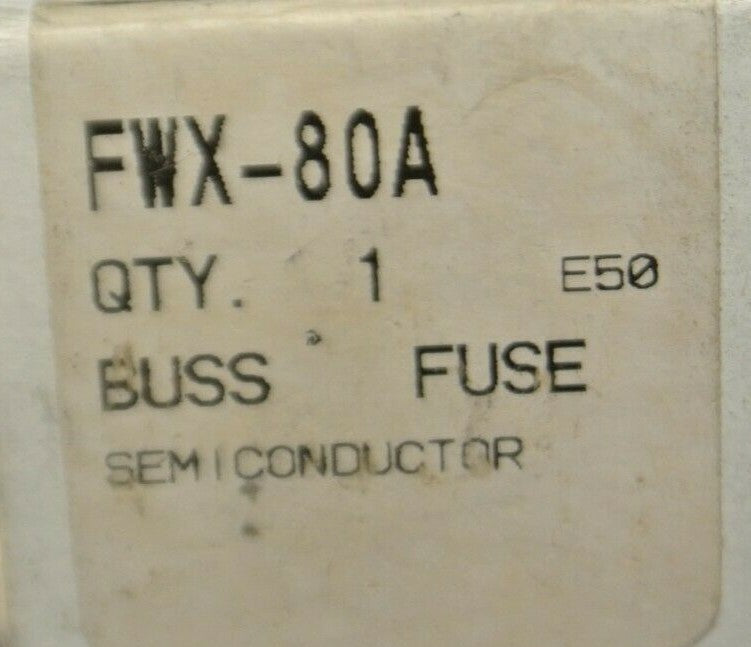 FWX-80A
QTY. 1 E50
BUSS FUSE
SEMICONDUCTOR